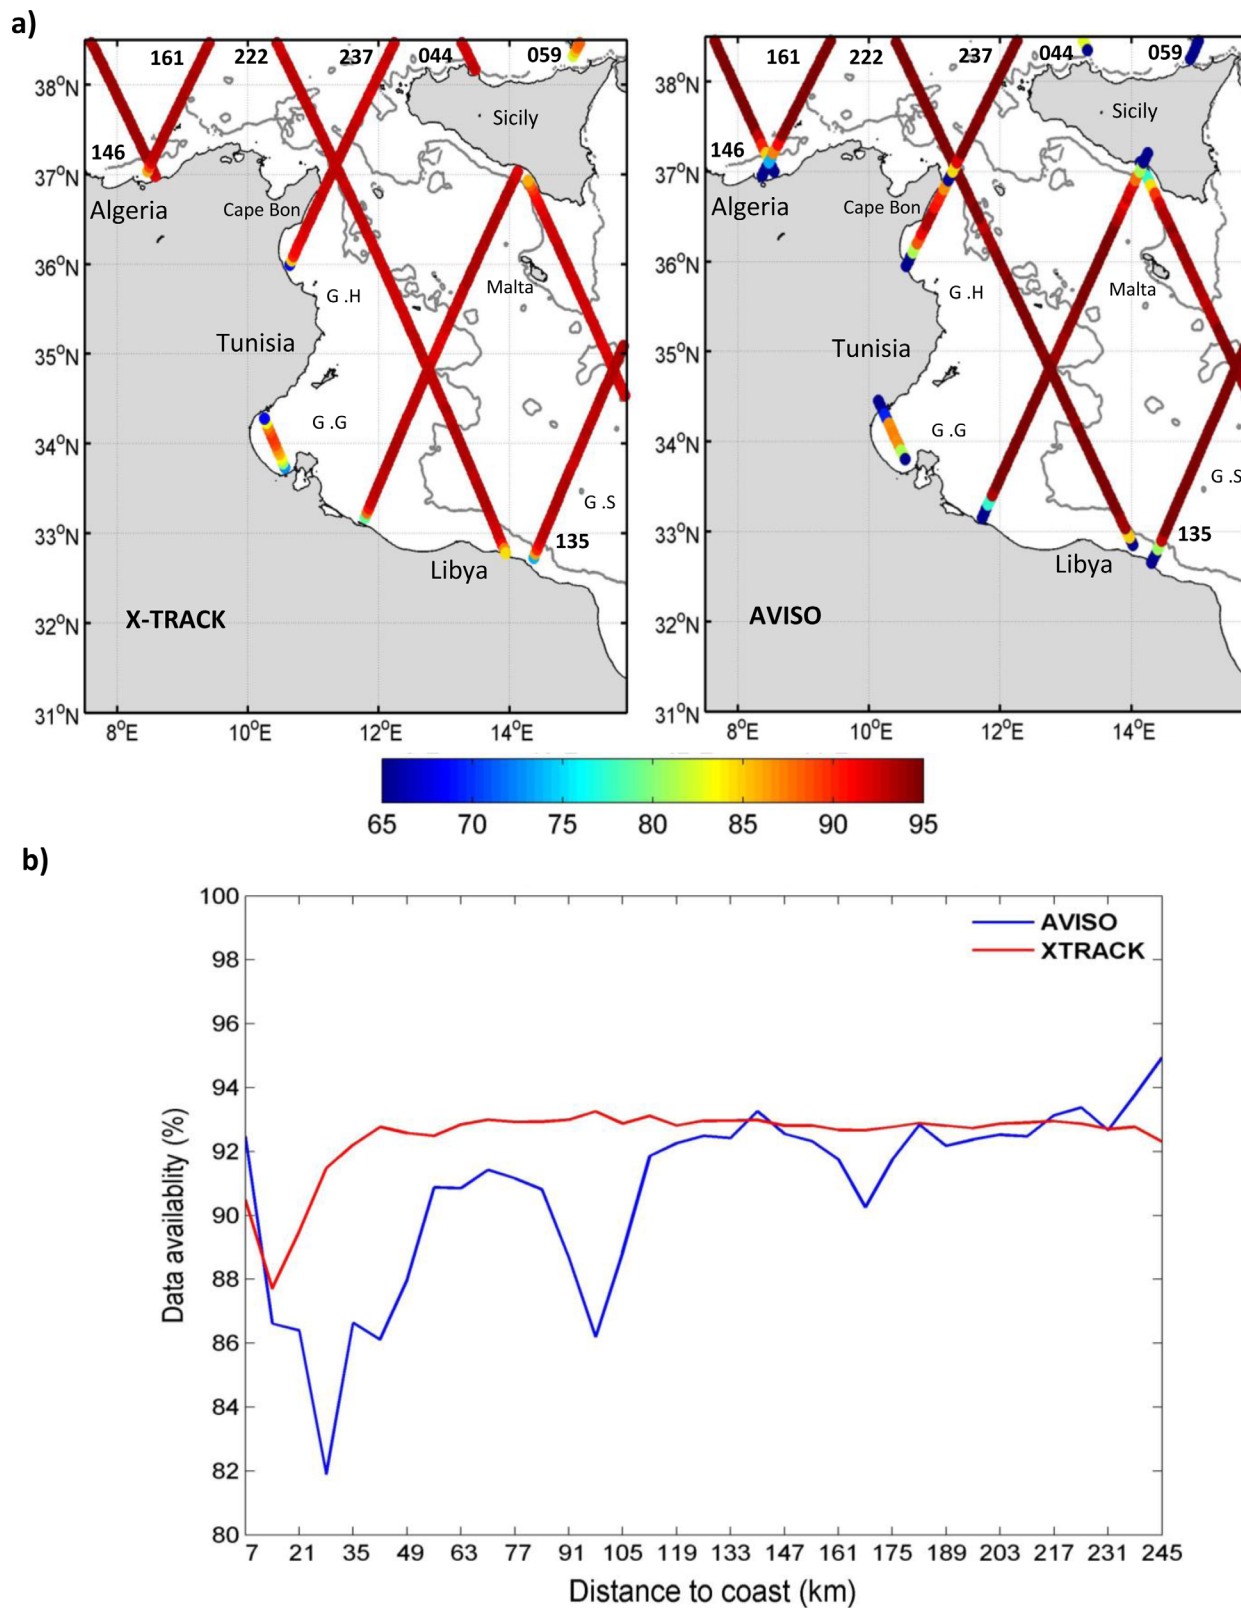 a)
161 222 237 044 059
38°N
Sicily
146
37°N
Algeria
Cape Bon
36°N
G .H
Malta
Tunisia
35°N
G .G
34°N
G .S
33°N
135
Libya
X-TRACK
32°N
31°N
8°E 10°E 12°E 14°E
161 222 237 044 059
38°N
Sicily
146
37°N
Algeria
Cape Bon
36°N
G .H
Malta
Tunisia
35°N
G .G
34°N
G .S
33°N
135
Libya
AVISO
32°N
31°N
8°E 10°E 12°E 14°E
65 70 75 80 85 90 95
b)
100
98
96
94
92
90
88
86
84
82
80
Data availablity (%)
AVISO
XTRACK
7 21 35 49 63 77 91 105 119 133 147 161 175 189 203 217 231 245
Distance to coast (km)